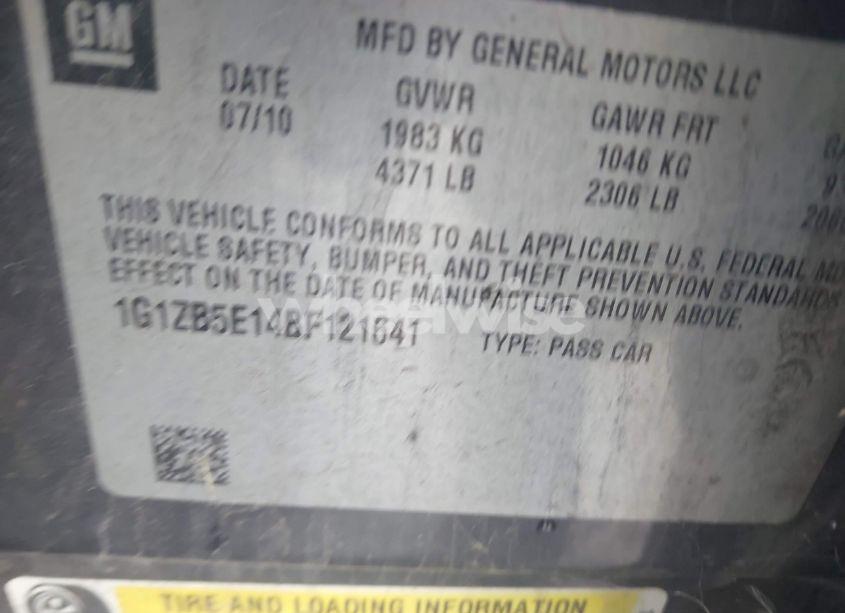 GM
MFD BY GENERAL MOTORS LLC
DATE GVWR GAWR FRT
07/10 1983 KG 1046 KG
4371 LB 2306 LB
THIS VEHICLE CONFORMS TO ALL APPLICABLE U.S. FEDERAL
VEHICLE SAFETY, BUMPER, AND THEFT PREVENTION STANDARDS
EFFECT ON THE DATE OF MANUFACTURE SHOWN ABOVE.
TYPE: PASS CAR
wheelwise
TIRE AND LOADING INFORMATION